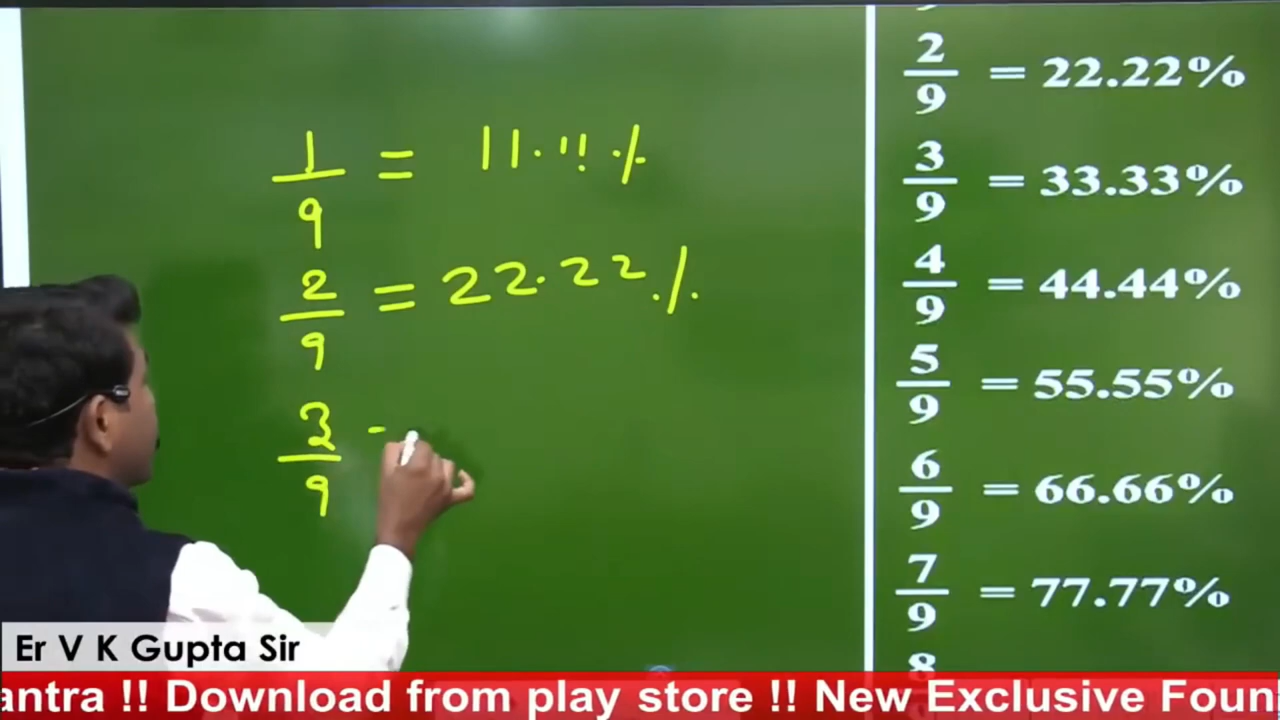 1/9 = 11.11%
2/9 = 22.22%
3/9 =
2/9 = 22.22%
3/9 = 33.33%
4/9 = 44.44%
5/9 = 55.55%
6/9 = 66.66%
7/9 = 77.77%
8
Er V K Gupta Sir
antra !! Download from play store !! New Exclusive Foun